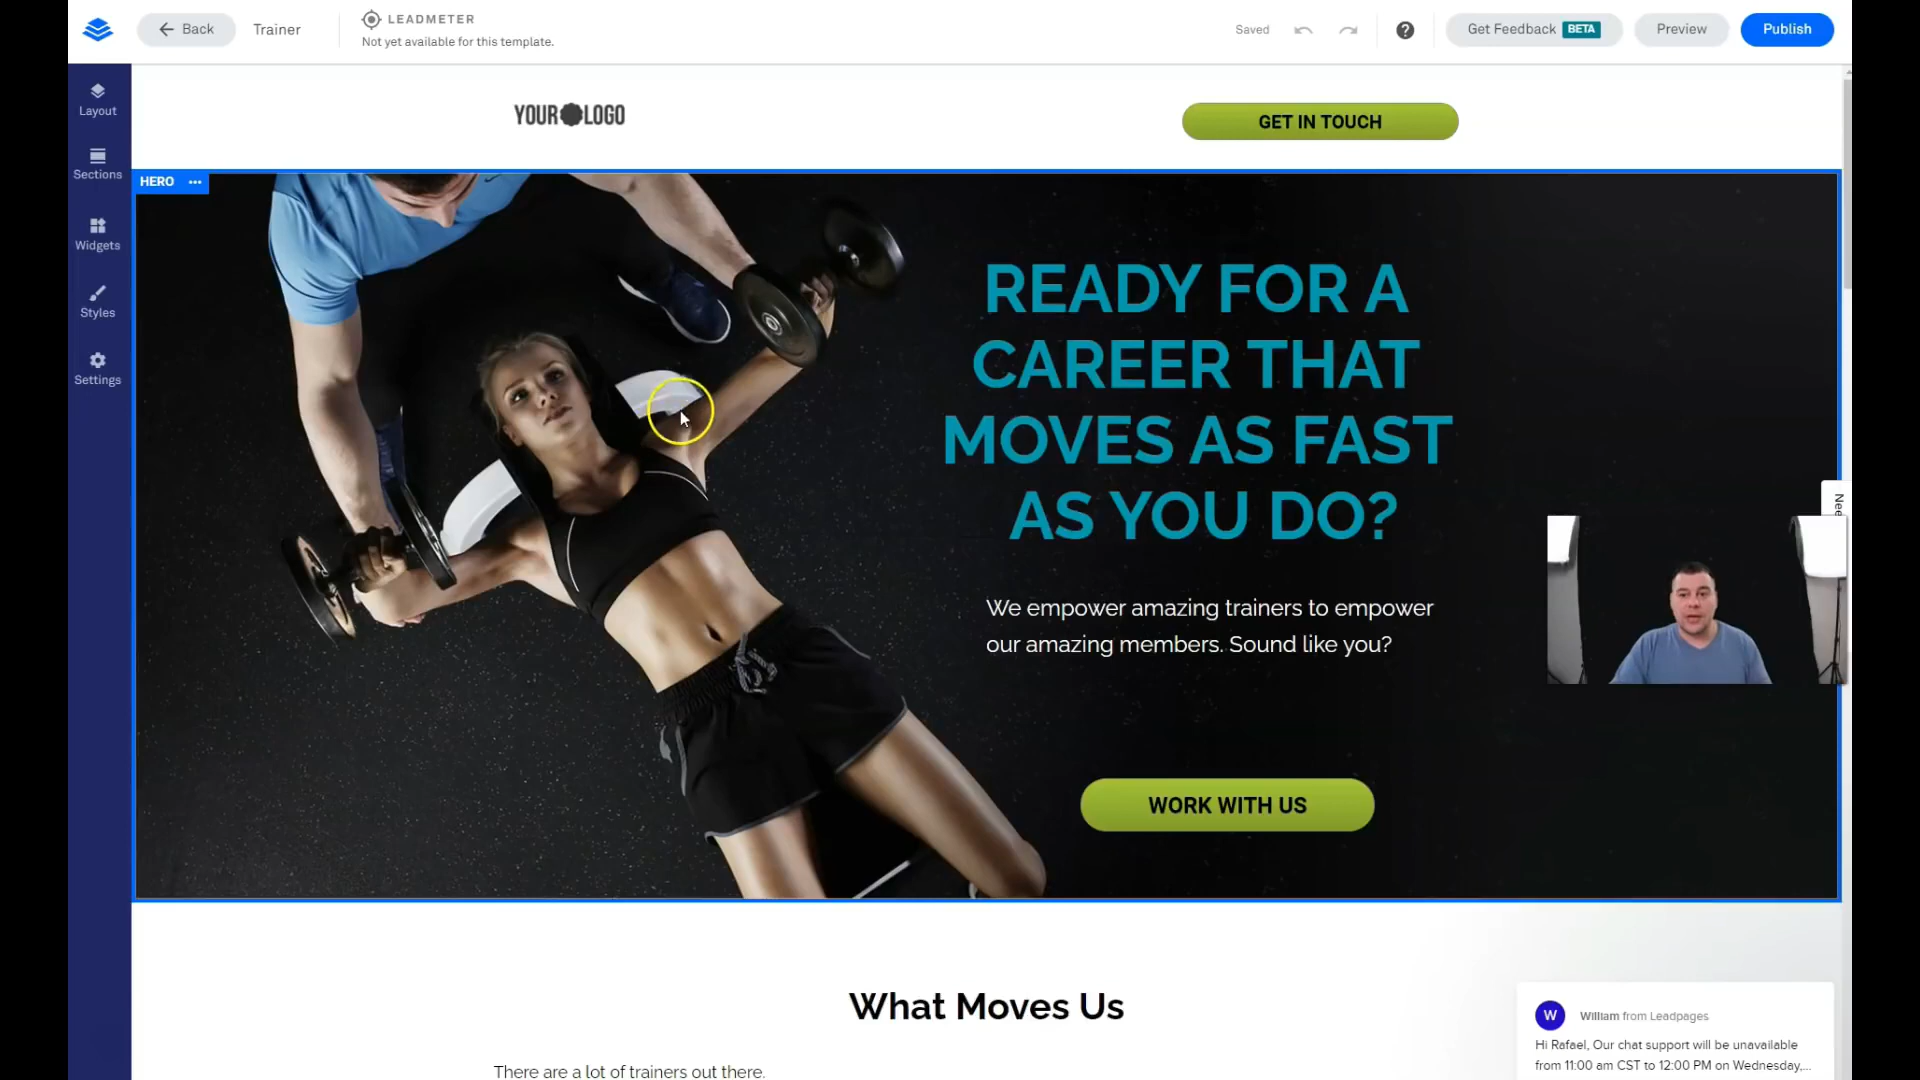 Back
Trainer
LEADMETER
Not yet available for this template.
Saved
Get Feedback BETA
Preview
Publish
Layout
Sections
Widgets
Styles
Settings
YOUR LOGO
GET IN TOUCH
HERO
READY FOR A
CAREER THAT
MOVES AS FAST
AS YOU DO?
We empower amazing trainers to empower
our amazing members. Sound like you?
WORK WITH US
Nee
What Moves Us
There are a lot of trainers out there.
W
William from Leadpages
Hi Rafael, Our chat support will be unavailable
from 11:00 am CST to 12:00 PM on Wednesday,...